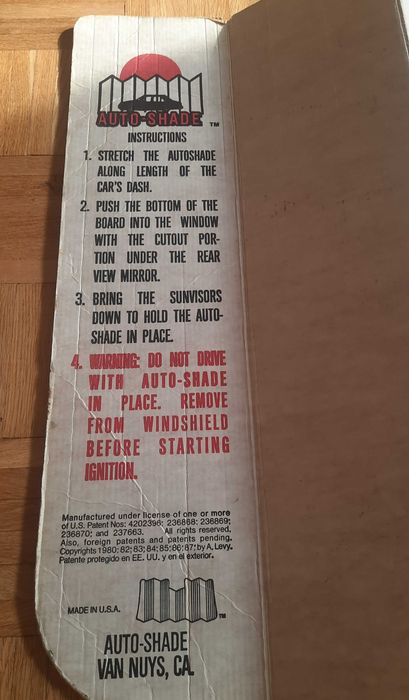 AUTO-SHADE ™
INSTRUCTIONS
1. STRETCH THE AUTOSHADE
ALONG LENGTH OF THE
CAR'S DASH.
2. PUSH THE BOTTOM OF THE
BOARD INTO THE WINDOW
WITH THE CUTOUT POR-
TION UNDER THE REAR
VIEW MIRROR.
3. BRING THE SUNVISORS
DOWN TO HOLD THE AUTO-
SHADE IN PLACE.
4. WARNING: DO NOT DRIVE
WITH AUTO-SHADE
IN PLACE. REMOVE
FROM WINDSHIELD
BEFORE STARTING
IGNITION.
Manufactured under license of one or more
of U.S. Patent Nos: 4202396; 236868; 236869;
236870; and 237663. All rights reserved.
Also, foreign patents and patents pending.
Copyrights 1980; 82; 83; 84; 85; 86; 87; by A. Levy.
Patente protegido en EE. UU. y en el exterior.
MADE IN U.S.A. ™
AUTO-SHADE
VAN NUYS, CA.